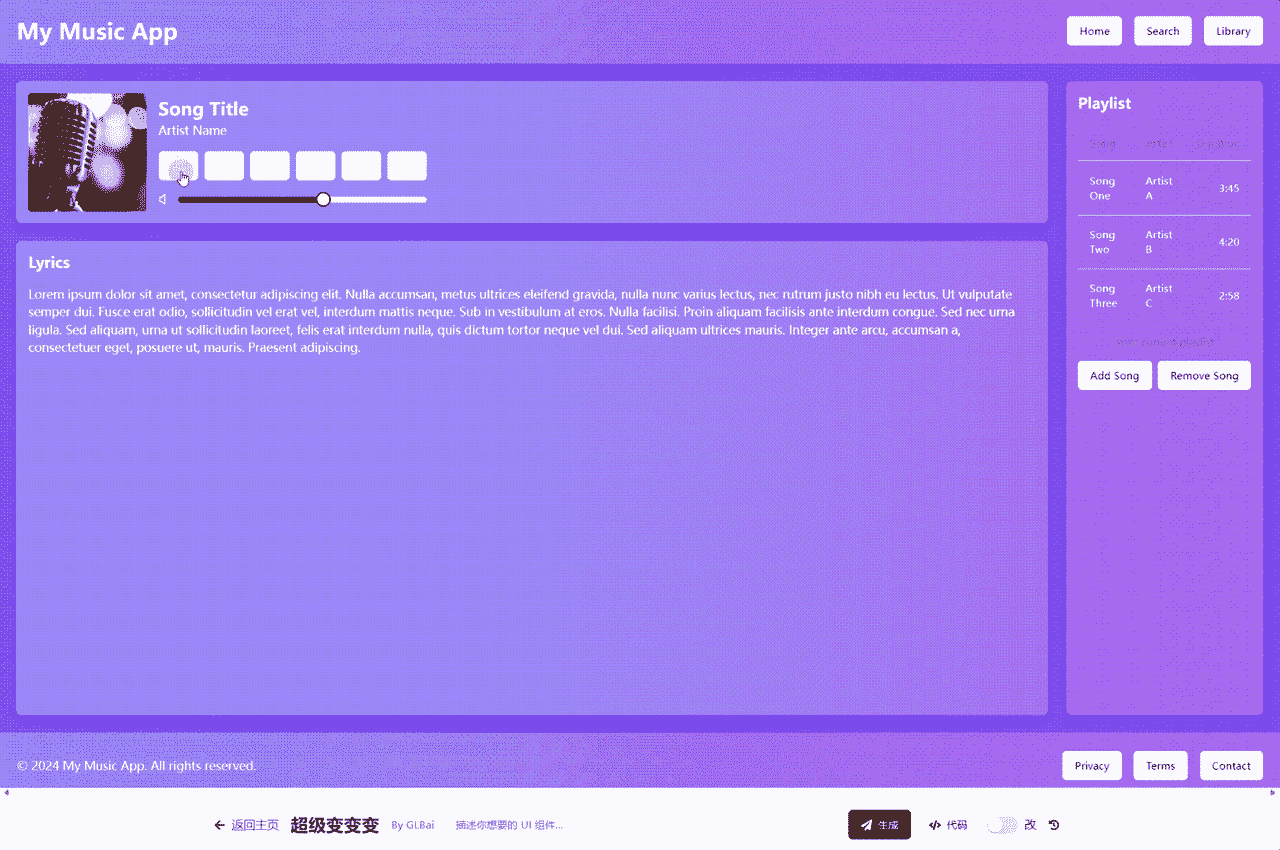 My Music App
Home Search Library
Song Title
Artist Name
Playlist
Song
One
Artist
A
3:45
Song
Two
Artist
B
4:20
Song
Three
Artist
C
2:58
Add Song Remove Song
Lyrics
Lorem ipsum dolor sit amet, consectetur adipiscing elit. Nulla accumsan, metus ultrices eleifend gravida, nulla nunc varius lectus, nec rutrum justo nibh eu lectus. Ut vulputate
semper dui. Fusce erat odio, sollicitudin vel erat vel, interdum mattis neque. Sub in vestibulum at eros. Nulla facilisi. Proin aliquam facilisis ante interdum congue. Sed nec urna
ligula. Sed aliquam, urna ut sollicitudin laoreet, felis erat interdum nulla, quis dictum tortor neque vel dui. Sed aliquam ultrices mauris. Integer ante arcu, accumsan a,
consectetuer eget, posuere ut, mauris. Praesent adipiscing.
© 2024 My Music App. All rights reserved.
Privacy Terms Contact
返回主页 超级变变变 By GLBai 描述你想要的 UI 组件... 生成 代码 改